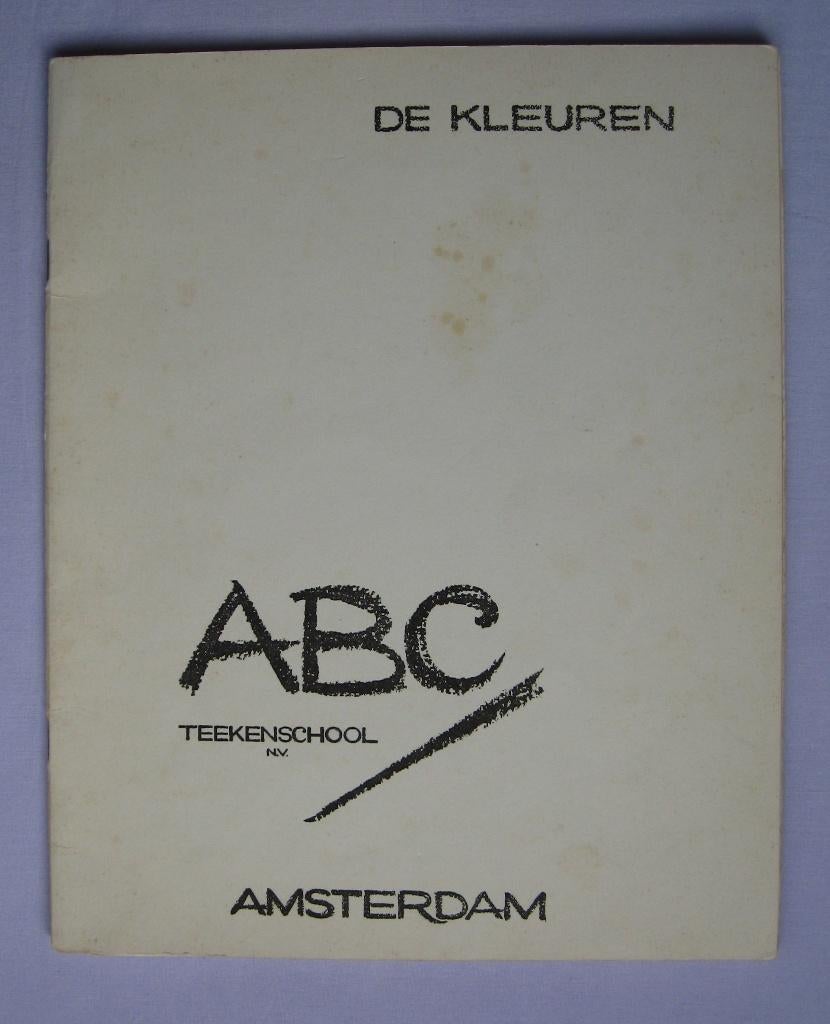 DE KLEUREN
ABC
TEEKENSCHOOL
N.V.
AMSTERDAM